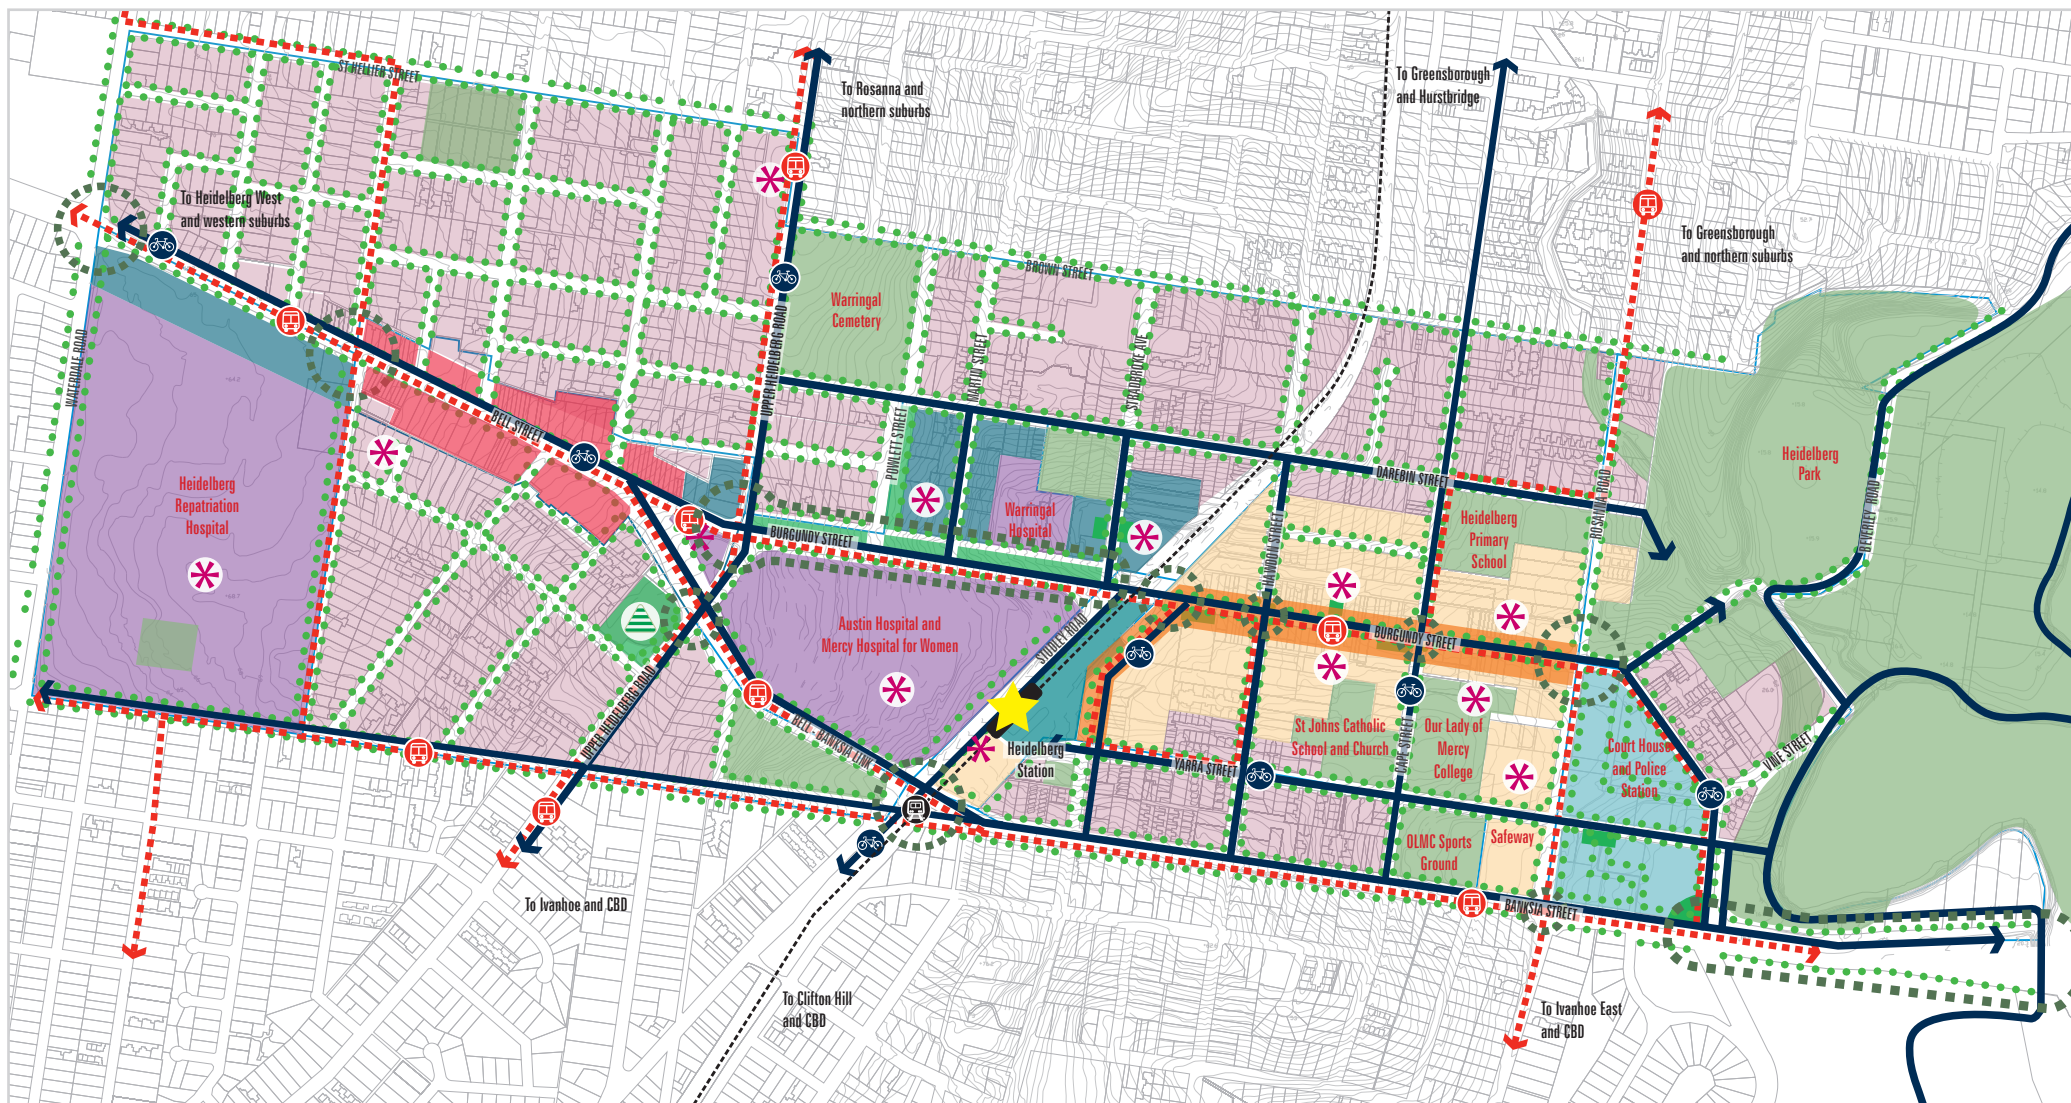 ST HELLIER STREET
To Rosanna and
northern suburbs
To Greensborough
and Hurstbridge
To Heidelberg West
and western suburbs
To Greensborough
and northern suburbs
BROWN STREET
Warringal
Cemetery
WATERDALE ROAD
UPPER HEIDELBERG ROAD
MARTIN STREET
STRADBROKE AVE
POWLETT STREET
BELL STREET
DAREBIN STREET
ROSANNA ROAD
BEVERLEY ROAD
Heidelberg
Park
Heidelberg
Repatriation
Hospital
Warringal
Hospital
Heidelberg
Primary
School
HAWDON STREET
BURGUNDY STREET
Austin Hospital and
Mercy Hospital for Women
STUDLEY ROAD
BURGUNDY STREET
UPPER HEIDELBERG ROAD
BELL - BANKSIA LINK
Heidelberg
Station
YARRA STREET
St Johns Catholic
School and Church
CAPE STREET
Our Lady of
Mercy
College
Court House
and Police
Station
VINE STREET
OLMC Sports
Ground
Safeway
BANKSIA STREET
To Ivanhoe and CBD
To Clifton Hill
and CBD
To Ivanhoe East
and CBD